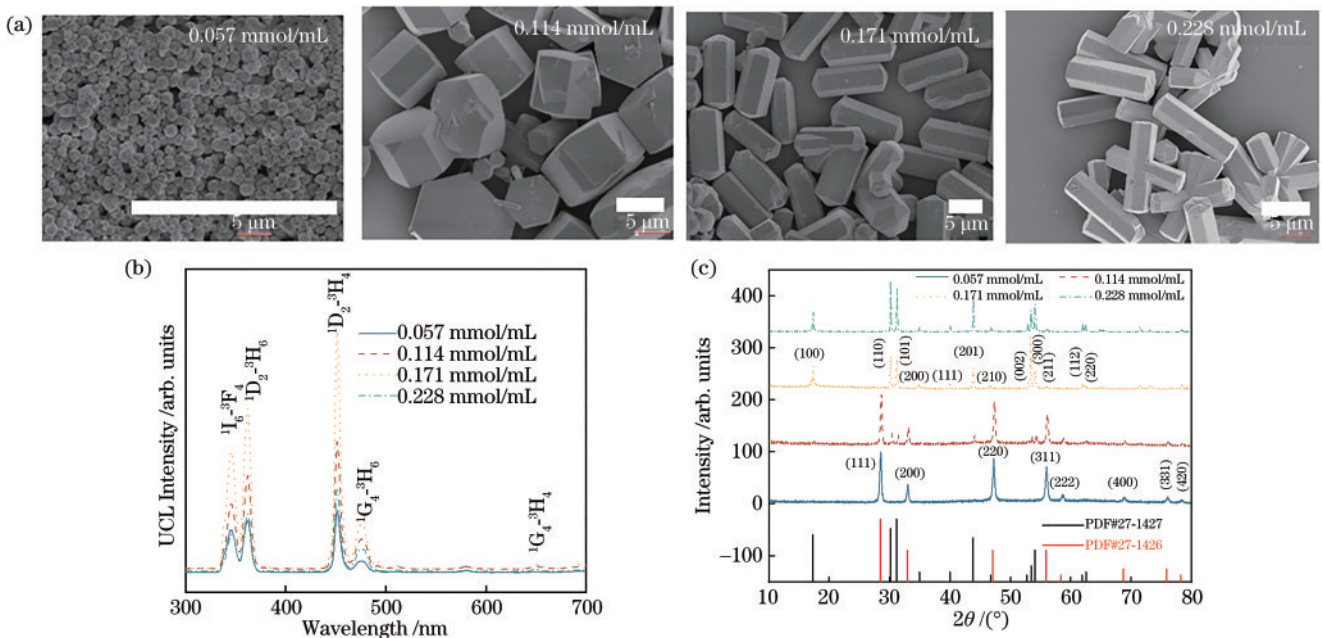 (a)
0.057 mmol/mL
0.114 mmol/mL
0.171 mmol/mL
0.228 mmol/mL
5 μm
5 μm
5 μm
5 μm
(b)
UCL Intensity /arb. units
¹I₆-³F₄
¹D₂-³H₆
¹D₂-³H₄
¹G₄-³H₆
¹G₄-³H₄
0.057 mmol/mL
0.114 mmol/mL
0.171 mmol/mL
0.228 mmol/mL
300 400 500 600 700
Wavelength /nm
(c)
Intensity /arb. units
400
300
200
100
0
−100
0.057 mmol/mL 0.114 mmol/mL
0.171 mmol/mL 0.228 mmol/mL
(100) (110) (101) (200) (111) (201) (210) (002) (300) (211) (112) (220)
(111) (200) (220) (311) (222) (400) (331) (420)
PDF#27-1427
PDF#27-1426
10 20 30 40 50 60 70 80
2θ /(°)